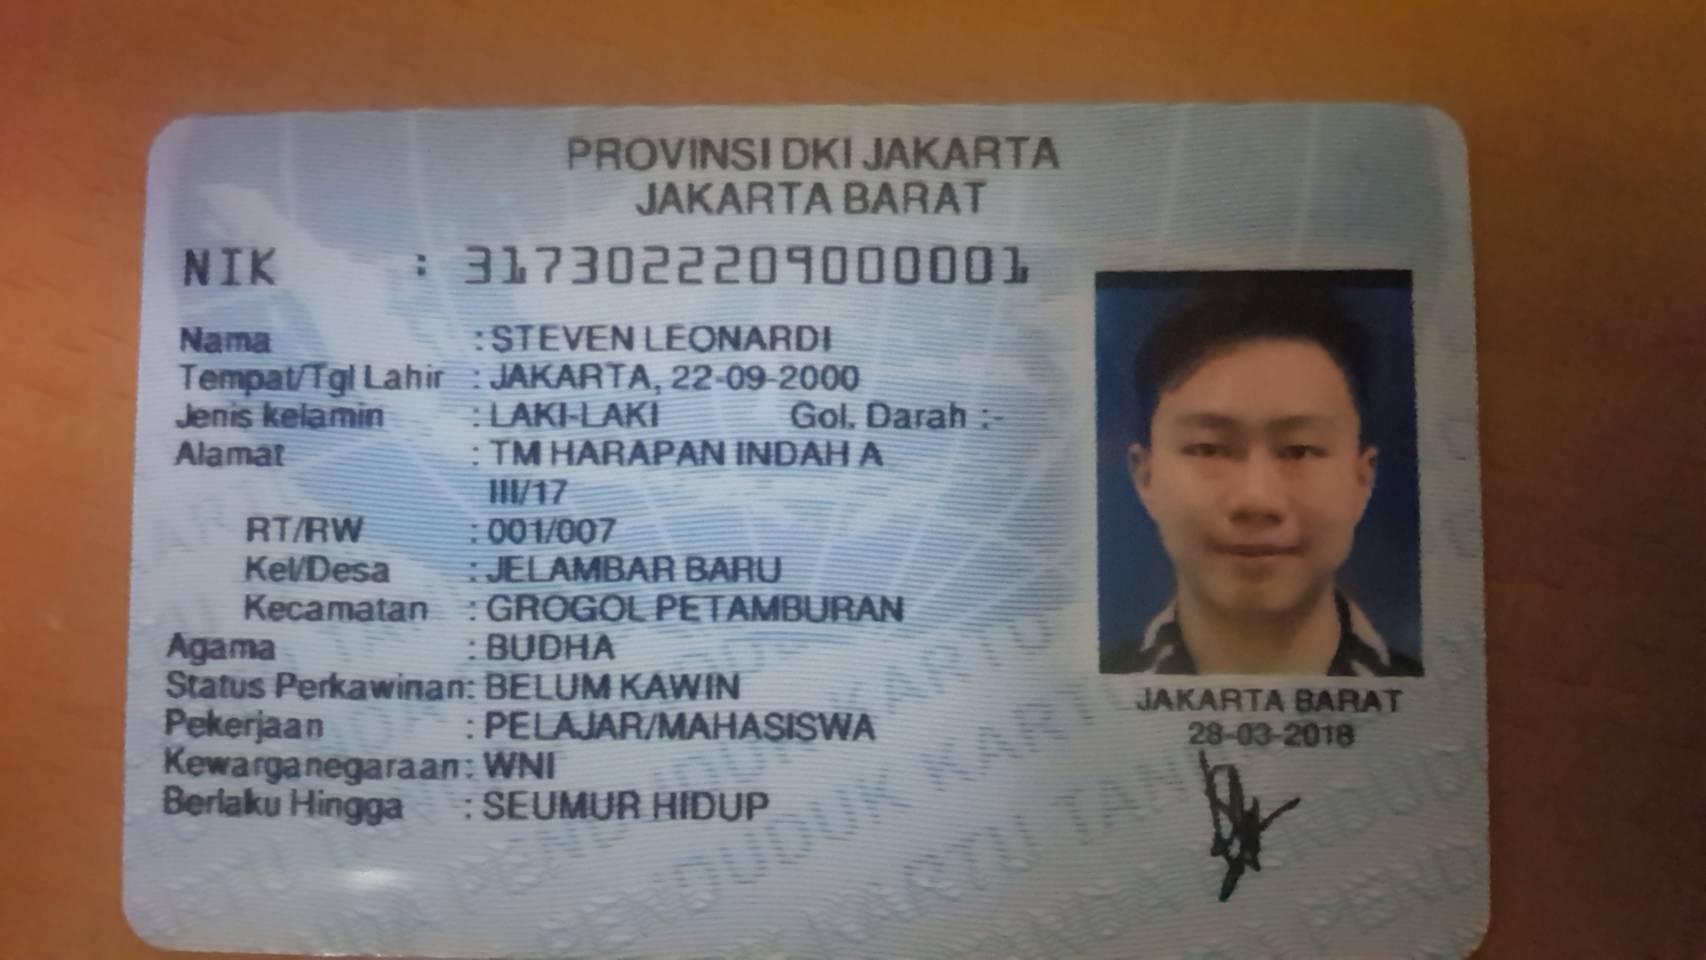 PROVINSI DKI JAKARTA
JAKARTA BARAT
NIK : 3173022209000001
Nama : STEVEN LEONARDI
Tempat/Tgl Lahir : JAKARTA, 22-09-2000
Jenis kelamin : LAKI-LAKI Gol. Darah :-
Alamat : TM HARAPAN INDAH A
III/17
RT/RW : 001/007
Kel/Desa : JELAMBAR BARU
Kecamatan : GROGOL PETAMBURAN
Agama : BUDHA
Status Perkawinan: BELUM KAWIN
Pekerjaan : PELAJAR/MAHASISWA
Kewarganegaraan: WNI
Berlaku Hingga : SEUMUR HIDUP
JAKARTA BARAT
28-03-2018